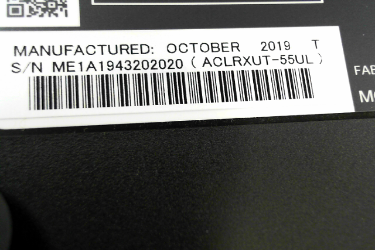 MANUFACTURED: OCTOBER 2019 T
S/N ME1A1943202020 ( ACLRXUT-55UL )